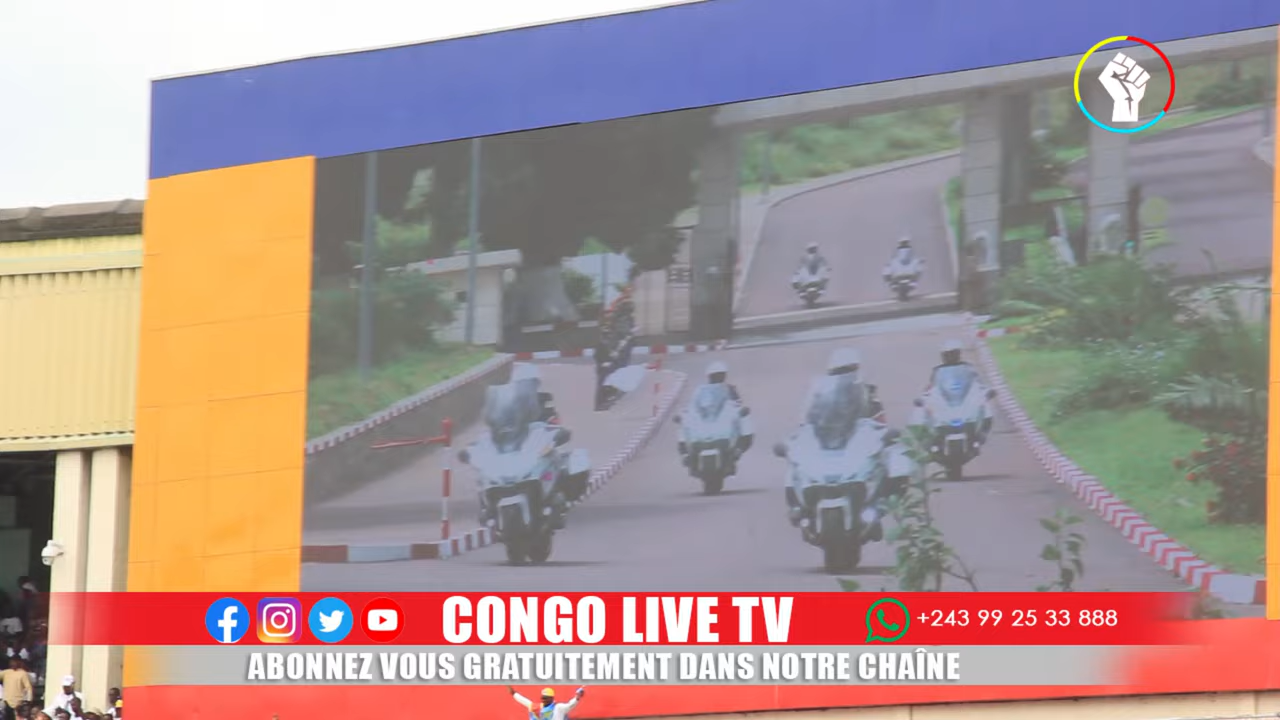 CONGO LIVE TV
+243 99 25 33 888
ABONNEZ VOUS GRATUITEMENT DANS NOTRE CHAÎNE